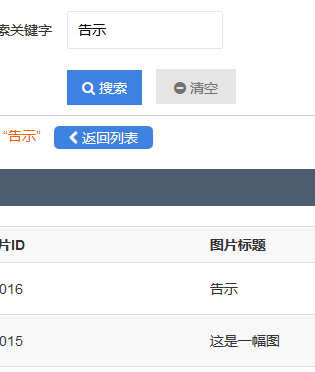 索关键字 告示
搜索 清空
“告示” 返回列表
片ID 图片标题
016 告示
015 这是一幅图